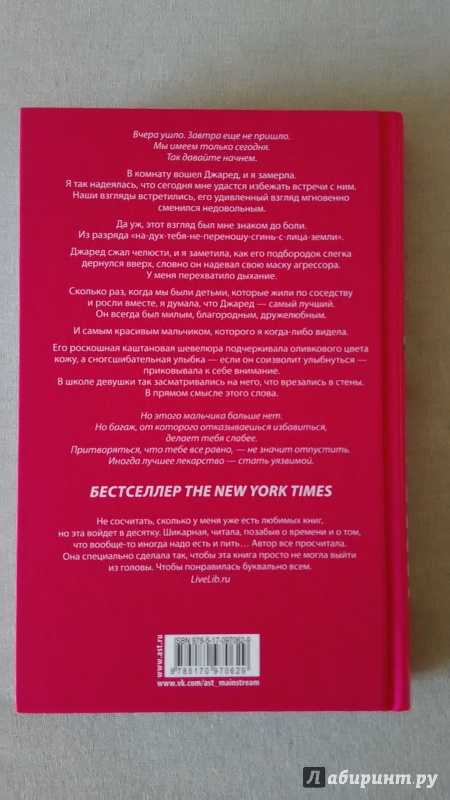 Вчера ушло. Завтра еще не пришло.
Мы имеем только сегодня.
Так давайте начнем.
В комнату вошел Джаред, и я замерла.
Я так надеялась, что сегодня мне удастся избежать встречи с ним.
Наши взгляды встретились, его удивленный взгляд мгновенно
сменился недовольным.
Да уж, этот взгляд был мне знаком до боли.
Из разряда «на-дух-тебя-не-переношу-сгинь-с-лица-земли».
Джаред сжал челюсти, и я заметила, как его подбородок слегка
дернулся вверх, словно он надевал свою маску агрессора.
У меня перехватило дыхание.
Сколько раз, когда мы были детьми, которые жили по соседству
и росли вместе, я думала, что Джаред — самый лучший.
Он всегда был милым, благородным, дружелюбным.
И самым красивым мальчиком, которого я когда-либо видела.
Его роскошная каштановая шевелюра подчеркивала оливкового цвета
кожу, а сногсшибательная улыбка — если он соизволит улыбнуться —
приковывала к себе внимание.
В школе девушки так засматривались на него, что врезались в стены.
В прямом смысле этого слова.
Но этого мальчика больше нет.
Но багаж, от которого отказываешься избавиться,
делает тебя слабее.
Притворяться, что тебе все равно, — не значит отпустить.
Иногда лучшее лекарство — стать уязвимой.
БЕСТСЕЛЛЕР THE NEW YORK TIMES
Не сосчитать, сколько у меня уже есть любимых книг,
но эта войдет в десятку. Шикарная, читала, позабыв о времени и о том,
что вообще-то иногда надо есть и пить… Автор все просчитала.
Она специально сделала так, чтобы эта книга просто не могла выйти
из головы. Чтобы понравилась буквально всем.
LiveLib.ru
www.ast.ru
ISBN 978-5-17-097062-9
9785170970629
www.vk.com/ast_mainstream
Лабиринт.ру